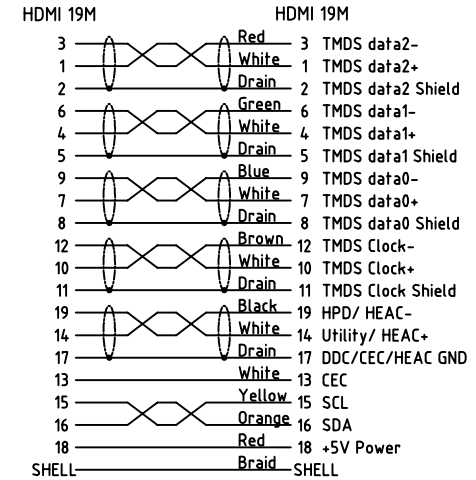 HDMI 19M HDMI 19M
3 Red 3 TMDS data2-
1 White 1 TMDS data2+
2 Drain 2 TMDS data2 Shield
6 Green 6 TMDS data1-
4 White 4 TMDS data1+
5 Drain 5 TMDS data1 Shield
9 Blue 9 TMDS data0-
7 White 7 TMDS data0+
8 Drain 8 TMDS data0 Shield
12 Brown 12 TMDS Clock-
10 White 10 TMDS Clock+
11 Drain 11 TMDS Clock Shield
19 Black 19 HPD/ HEAC-
14 White 14 Utility/ HEAC+
17 Drain 17 DDC/CEC/HEAC GND
13 White 13 CEC
15 Yellow 15 SCL
16 Orange 16 SDA
18 Red 18 +5V Power
SHELL Braid SHELL